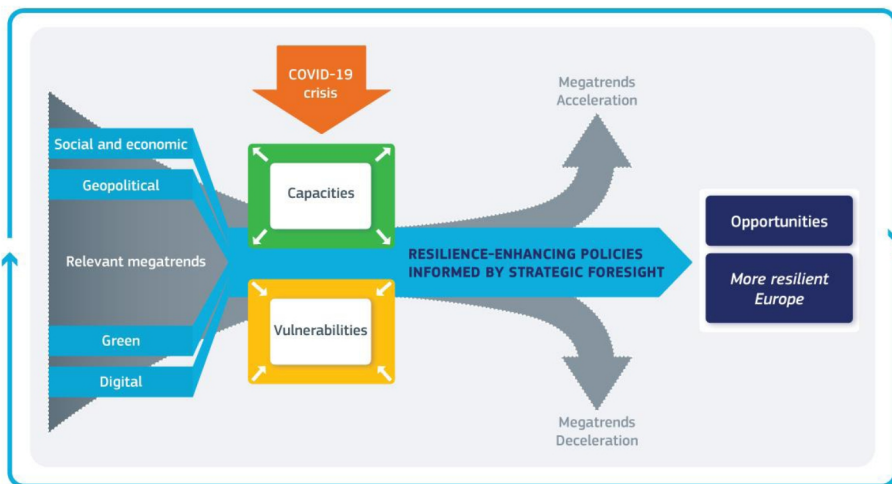 COVID-19
crisis
Megatrends
Acceleration
Social and economic
Geopolitical
Relevant megatrends
Green
Digital
Capacities
Vulnerabilities
RESILIENCE-ENHANCING POLICIES
INFORMED BY STRATEGIC FORESIGHT
Opportunities
More resilient
Europe
Megatrends
Deceleration